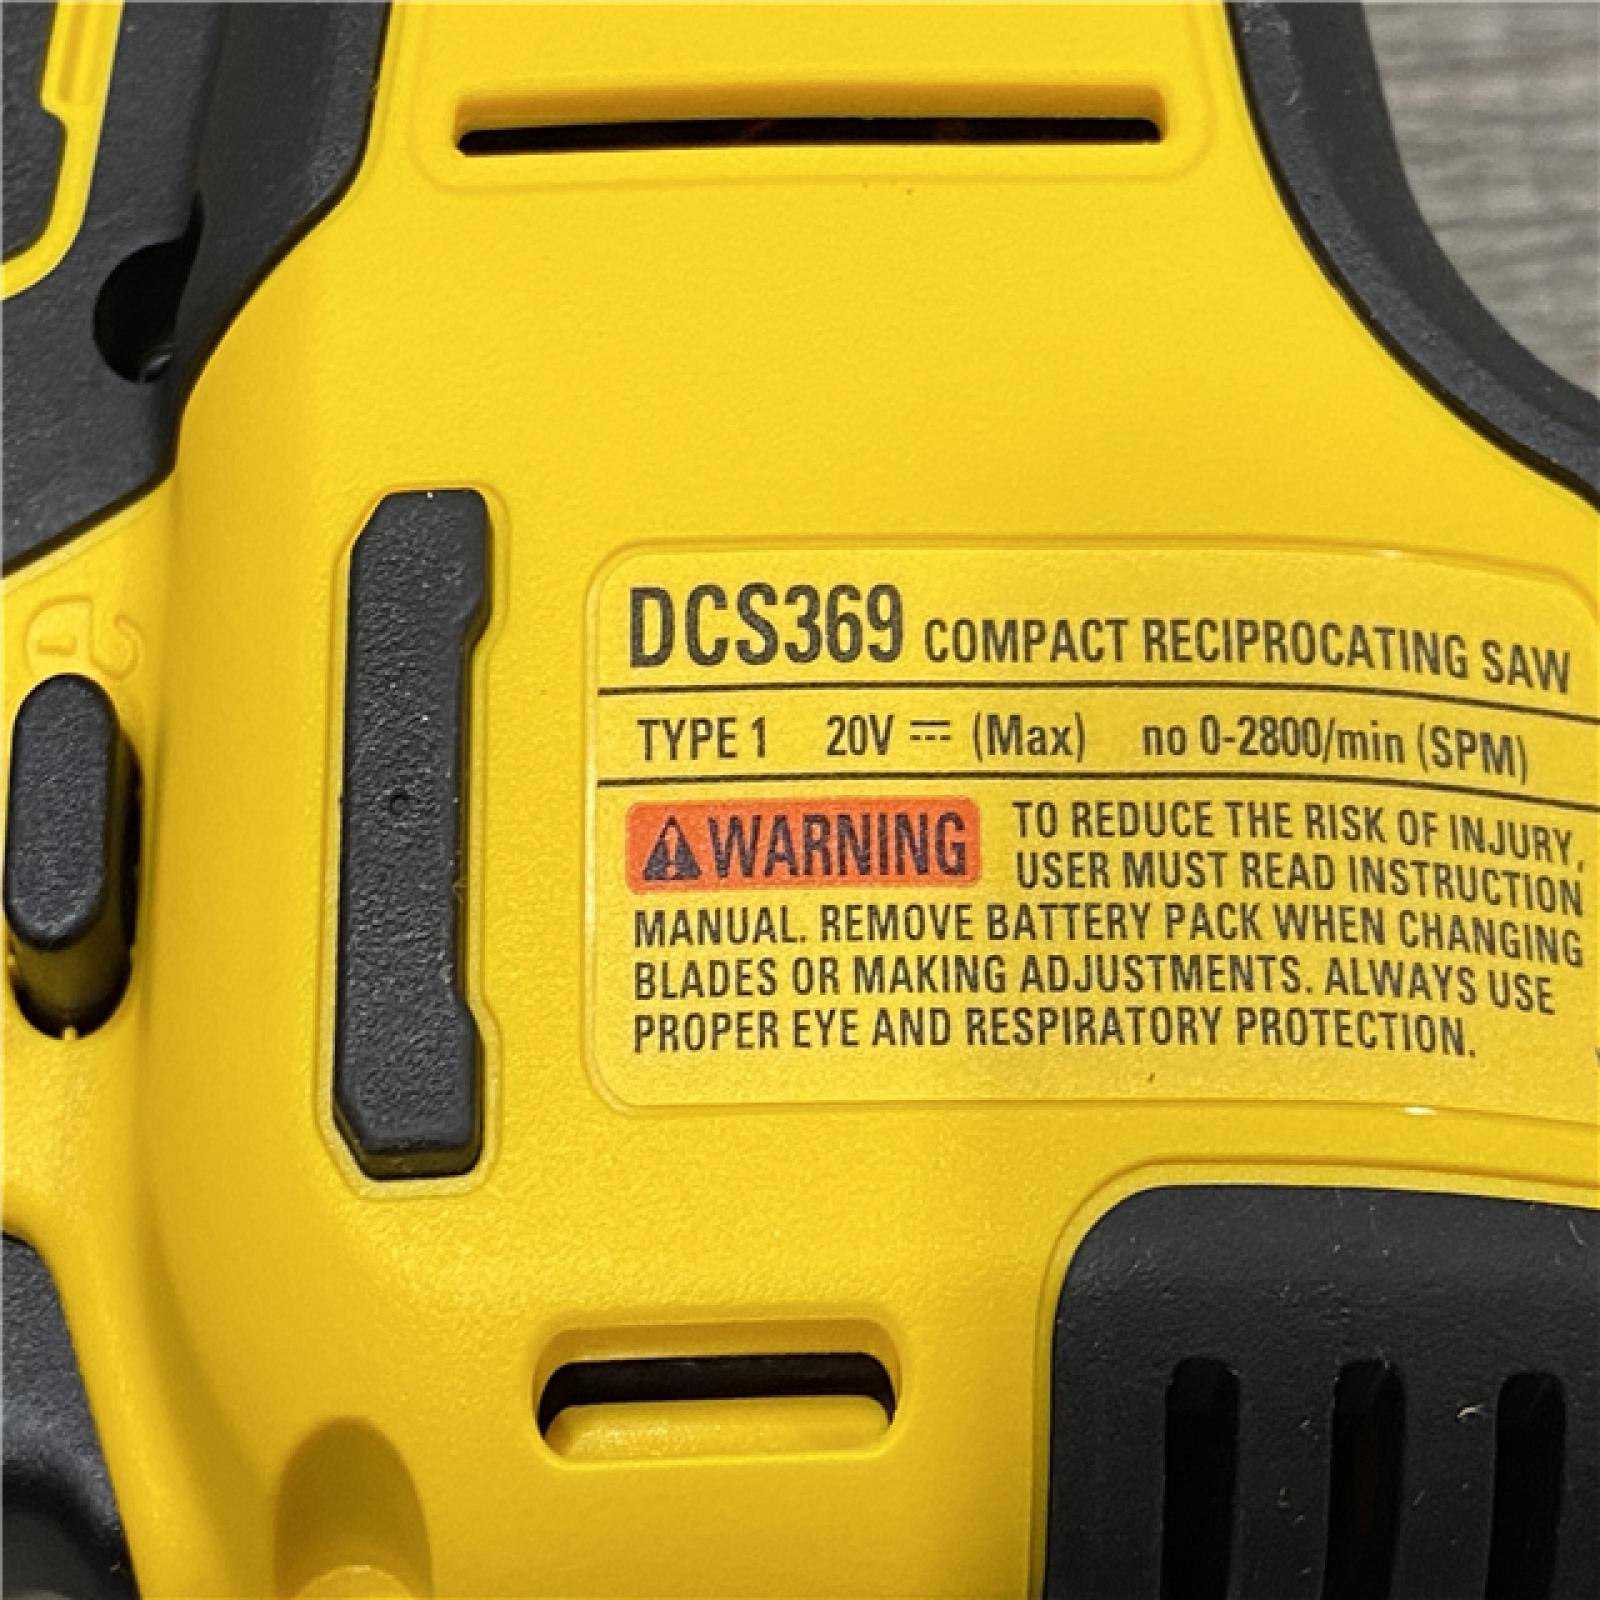 DCS369 COMPACT RECIPROCATING SAW
TYPE 1 20V ⎓ (Max) no 0-2800/min (SPM)
⚠WARNING TO REDUCE THE RISK OF INJURY,
USER MUST READ INSTRUCTION
MANUAL. REMOVE BATTERY PACK WHEN CHANGING
BLADES OR MAKING ADJUSTMENTS. ALWAYS USE
PROPER EYE AND RESPIRATORY PROTECTION.